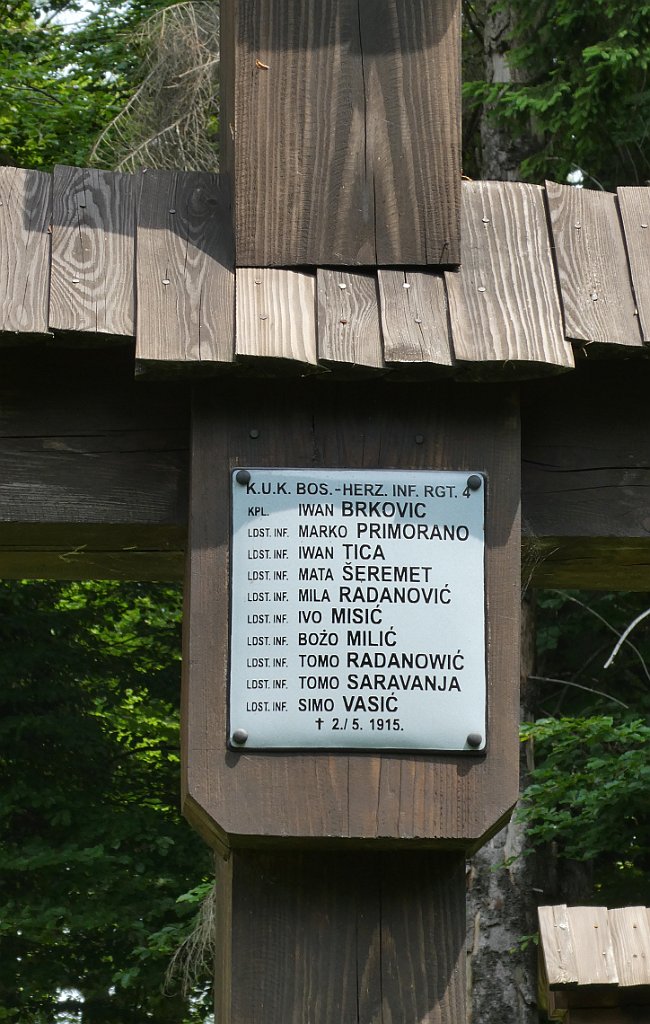 K.U.K. BOS.-HERZ. INF. RGT. 4
KPL. IWAN BRKOVIC
LDST. INF. MARKO PRIMORANO
LDST. INF. IWAN TICA
LDST. INF. MATA ŠEREMET
LDST. INF. MILA RADANOVIĆ
LDST. INF. IVO MISIĆ
LDST. INF. BOŽO MILIĆ
LDST. INF. TOMO RADANOWIĆ
LDST. INF. TOMO SARAVANJA
LDST. INF. SIMO VASIĆ
† 2./5. 1915.